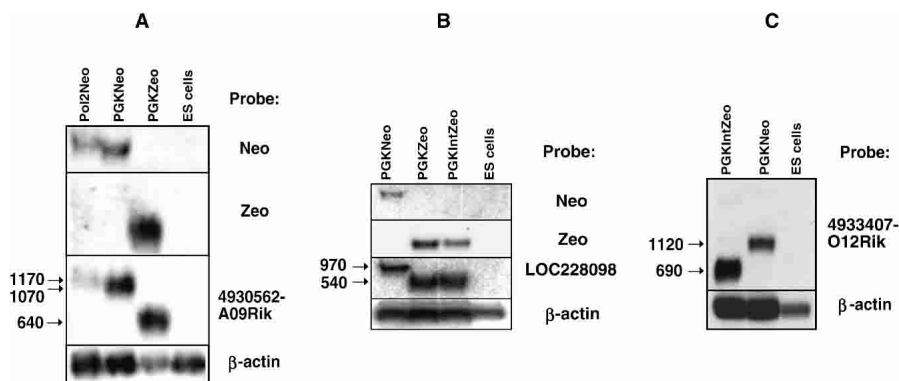 A
Pol2Neo
PGKNeo
PGKZeo
ES cells
Probe:
Neo
Zeo
1170
1070
640
4930562-
A09Rik
β-actin
B
PGKNeo
PGKZeo
PGKIntZeo
ES cells
Probe:
Neo
Zeo
970
540
LOC228098
β-actin
C
PGKIntZeo
PGKNeo
ES cells
Probe:
1120
690
4933407-
O12Rik
β-actin